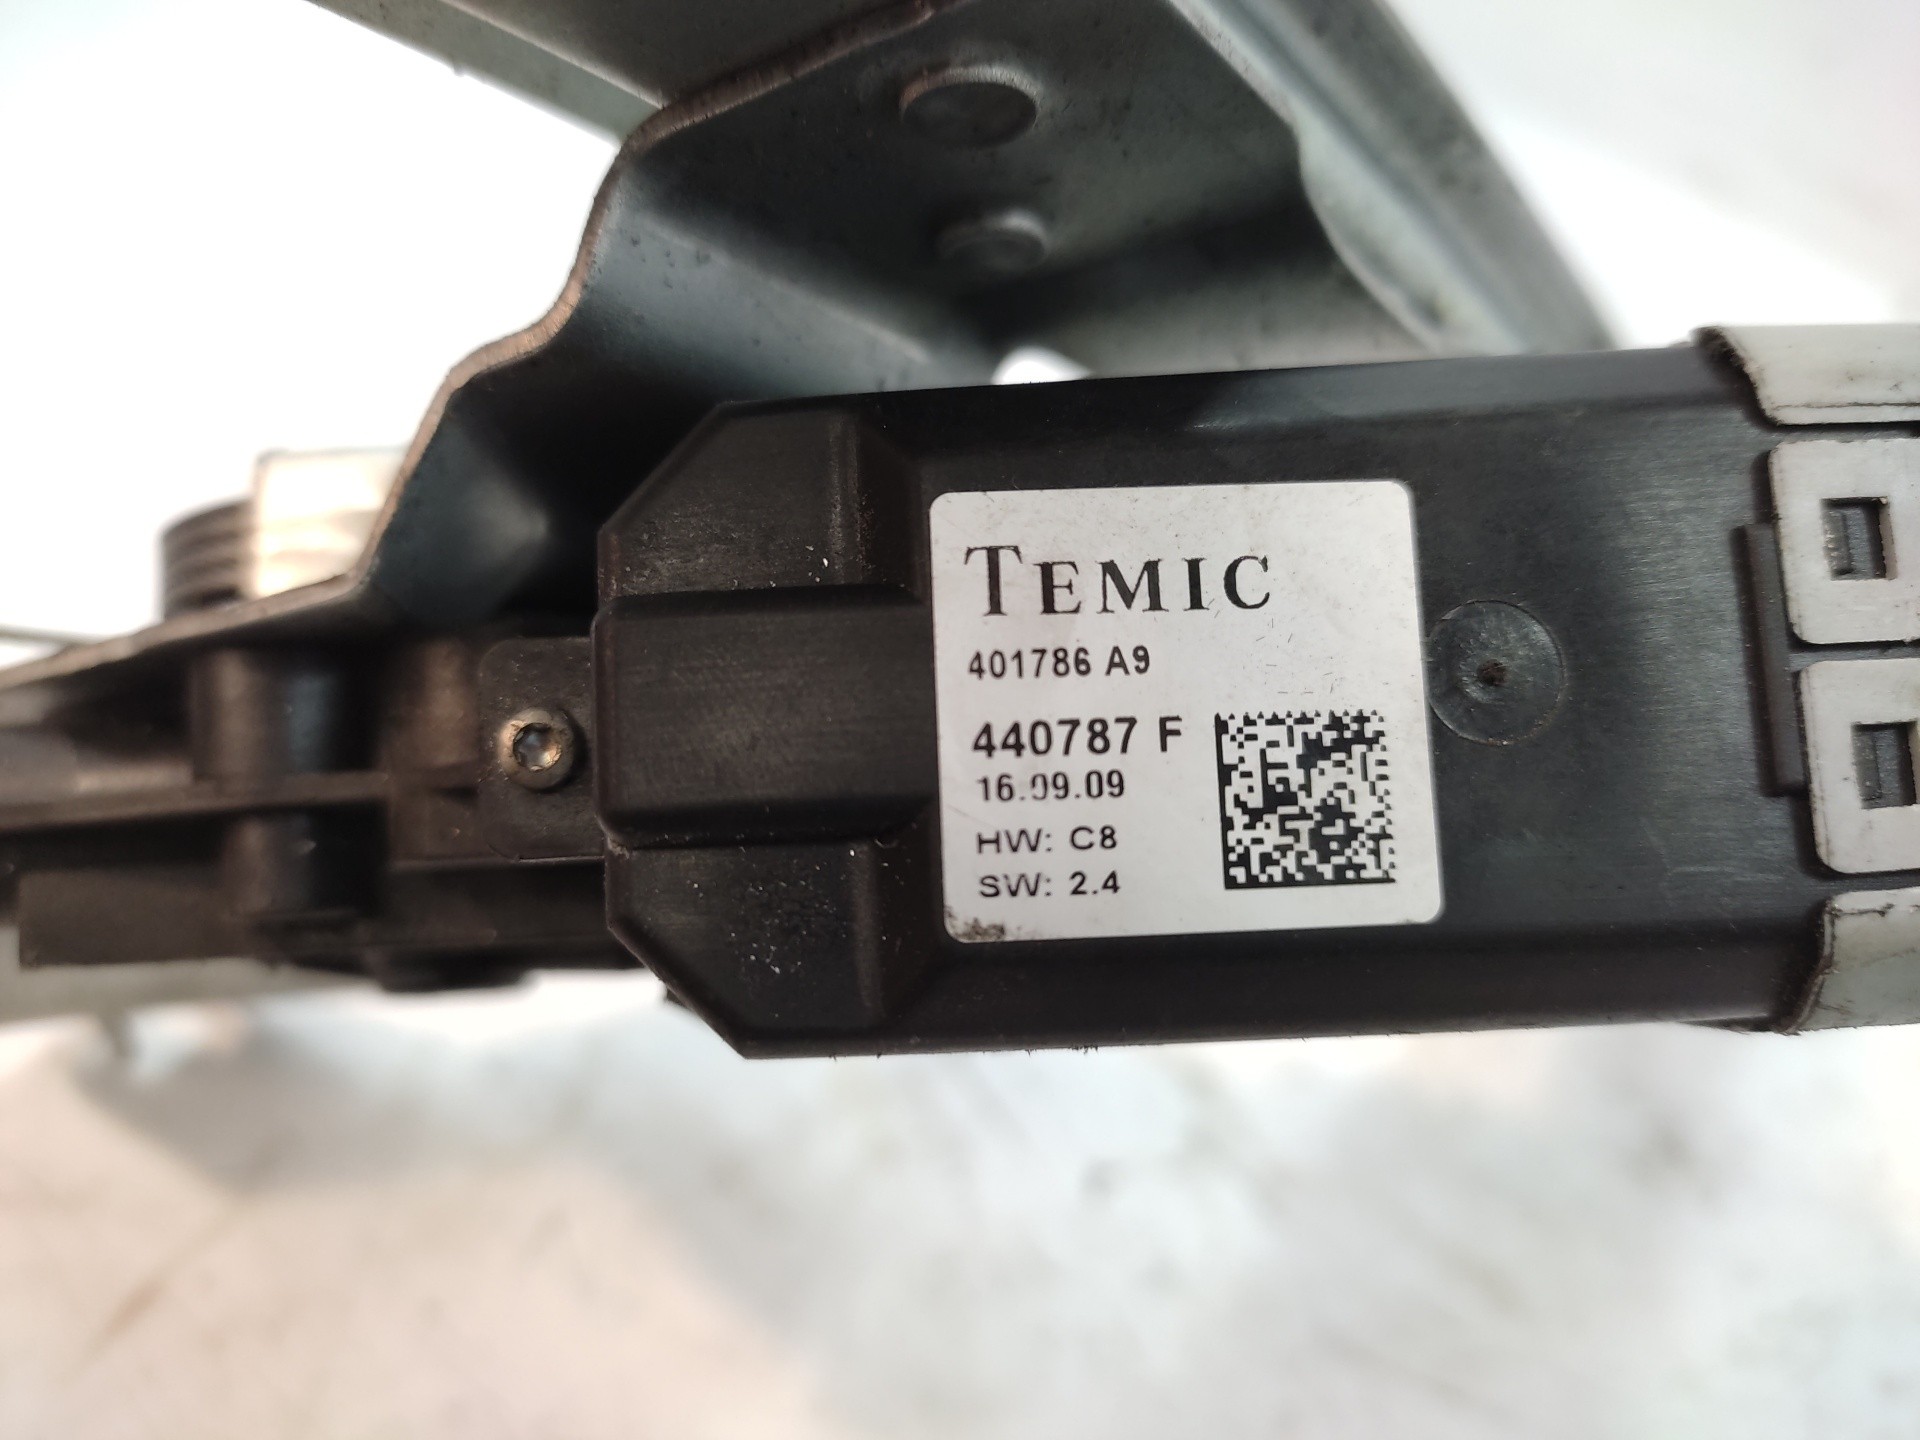 TEMIC
401786 A9
440787 F
16.09.09
HW: C8
SW: 2.4